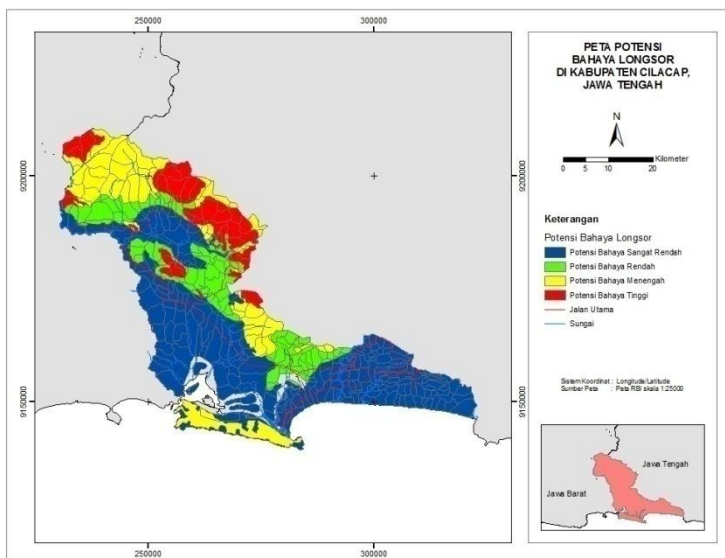 250000
300000
9200000
9200000
9150000
9150000
250000
300000
PETA POTENSI
BAHAYA LONGSOR
DI KABUPATEN CILACAP,
JAWA TENGAH
N
Kilometer
0 5 10 20
Keterangan
Potensi Bahaya Longsor
Potensi Bahaya Sangat Rendah
Potensi Bahaya Rendah
Potensi Bahaya Menengah
Potensi Bahaya Tinggi
Jalan Utama
Sungai
Sistem Koordinat : Longitude/Latitude
Sumber Peta : Peta RBI skala 1:25000
Jawa Tengah
Jawa Barat